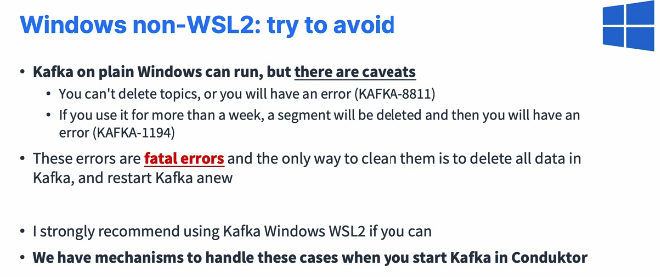 Windows non-WSL2: try to avoid
• Kafka on plain Windows can run, but there are caveats
• You can't delete topics, or you will have an error (KAFKA-8811)
• If you use it for more than a week, a segment will be deleted and then you will have an
error (KAFKA-1194)
• These errors are fatal errors and the only way to clean them is to delete all data in
Kafka, and restart Kafka anew
• I strongly recommend using Kafka Windows WSL2 if you can
• We have mechanisms to handle these cases when you start Kafka in Conduktor